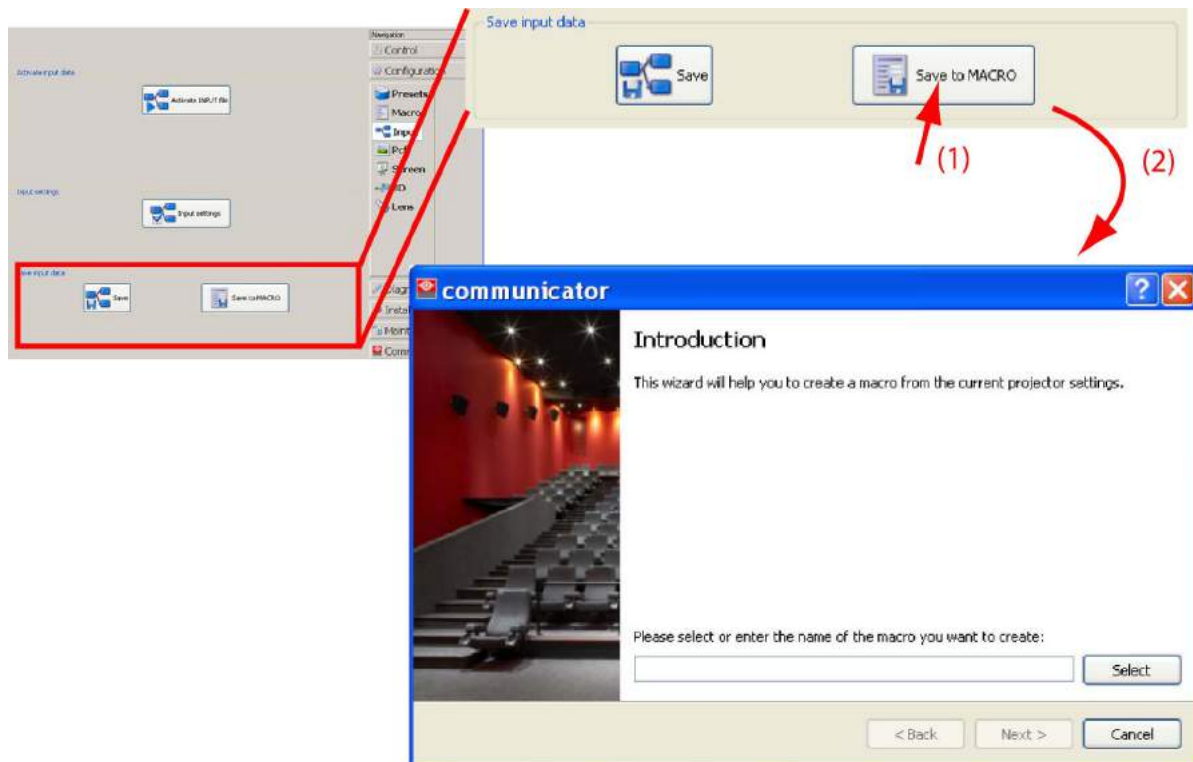 Navigation
Control
Configuration
Presets
Macro
Input
Screen
Lens
Activate input data
Activate INPUT file
Input settings
Input settings
Save input data
Save
Save to MACRO
Save input data
Save
Save to MACRO
(1)
(2)
communicator
Introduction
This wizard will help you to create a macro from the current projector settings.
Please select or enter the name of the macro you want to create:
Select
< Back
Next >
Cancel